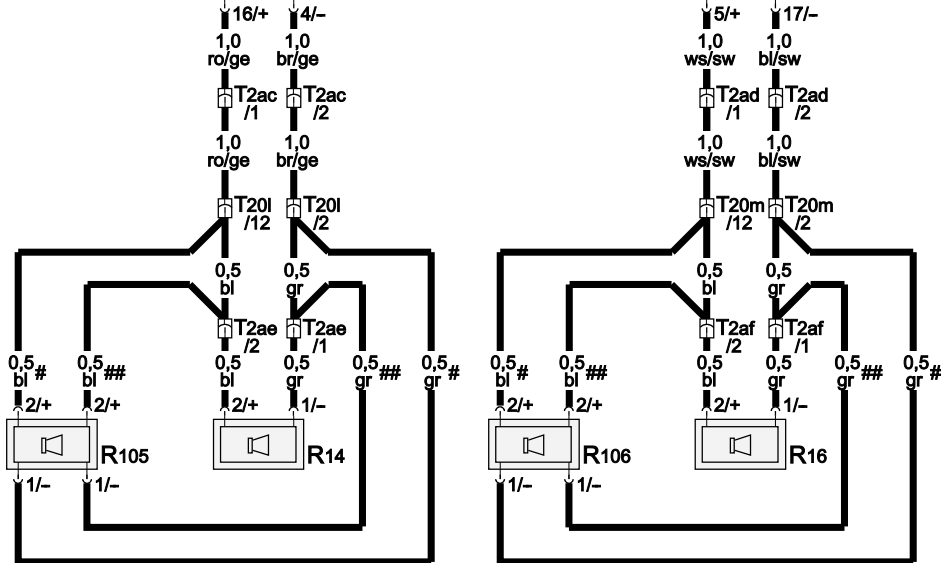 16/+ 4/– 5/+ 17/–
1,0 1,0 1,0 1,0
ro/ge br/ge ws/sw bl/sw
T2ac T2ac T2ad T2ad
/1 /2 /1 /2
1,0 1,0 1,0 1,0
ro/ge br/ge ws/sw bl/sw
T20l T20l T20m T20m
/12 /2 /12 /2
0,5 0,5 0,5 0,5
bl gr bl gr
T2ae T2ae T2af T2af
/2 /1 /2 /1
0,5 # 0,5 ## 0,5 0,5 0,5 ## 0,5 # 0,5 # 0,5 ## 0,5 0,5 0,5 ## 0,5 #
bl bl bl gr gr gr bl bl bl gr gr gr
2/+ 2/+ 2/+ 1/– 2/+ 2/+ 2/+ 1/–
R105 R14 R106 R16
1/– 1/– 1/– 1/–